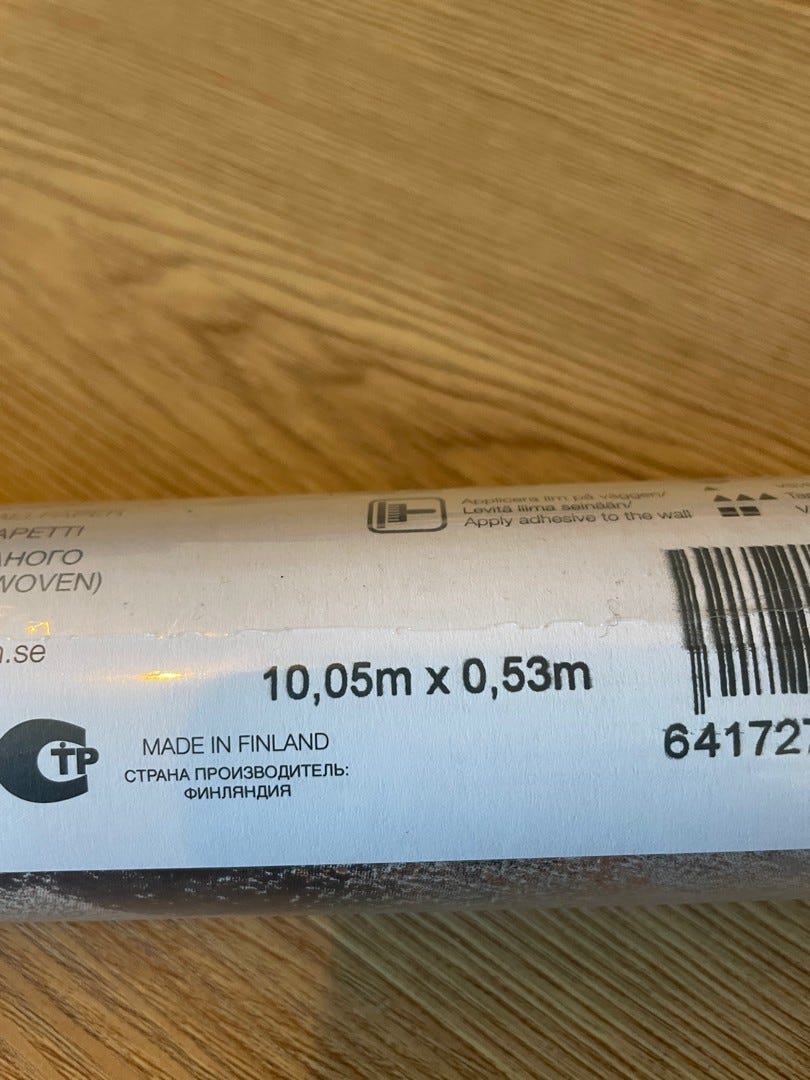 APETTI
WOVEN)
.se
Applicera lim på väggen/
Levitä liima seinään/
Apply adhesive to the wall
10,05m x 0,53m
MADE IN FINLAND
СТРАНА ПРОИЗВОДИТЕЛЬ:
ФИНЛЯНДИЯ
СТР
641727